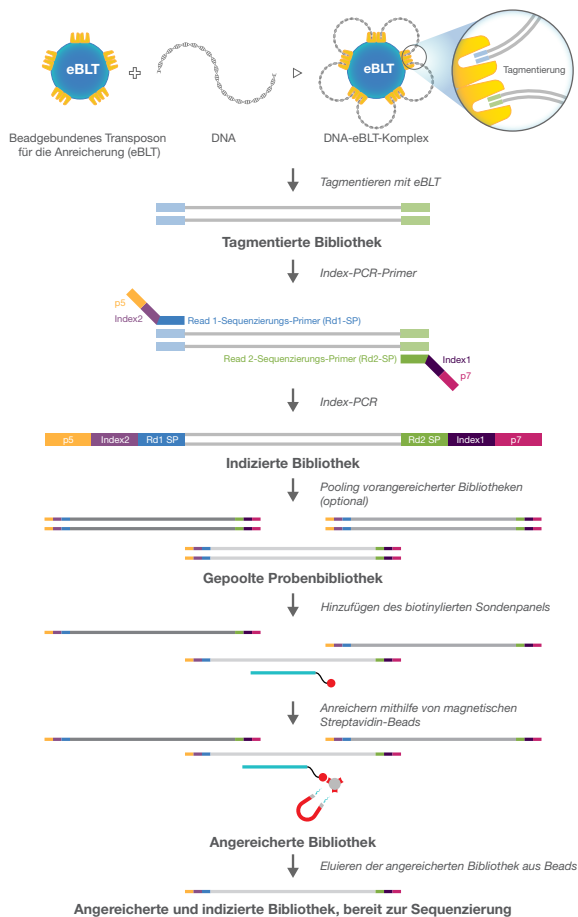 eBLT
eBLT
Tagmentierung
Beadgebundenes Transposon
für die Anreicherung (eBLT)
DNA
DNA-eBLT-Komplex
Tagmentieren mit eBLT
Tagmentierte Bibliothek
Index-PCR-Primer
p5
Index2
Read 1-Sequenzierungs-Primer (Rd1-SP)
Read 2-Sequenzierungs-Primer (Rd2-SP)
Index1
p7
Index-PCR
p5 Index2 Rd1 SP Rd2 SP Index1 p7
Indizierte Bibliothek
Pooling vorangereicherter Bibliotheken
(optional)
Gepoolte Probenbibliothek
Hinzufügen des biotinylierten Sondenpanels
Anreichern mithilfe von magnetischen
Streptavidin-Beads
Angereicherte Bibliothek
Eluieren der angereicherten Bibliothek aus Beads
Angereicherte und indizierte Bibliothek, bereit zur Sequenzierung